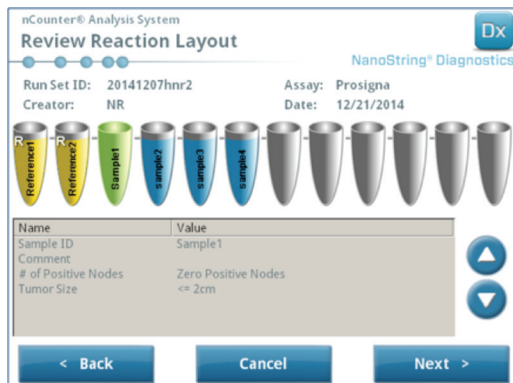 nCounter® Analysis System
Review Reaction Layout
Dx
NanoString® Diagnostics
Run Set ID: 20141207hnr2 Assay: Prosigna
Creator: NR Date: 12/21/2014
R R
Reference1 Reference2 Sample1 sample2 sample3 sample4
Name Value
Sample ID Sample1
Comment
# of Positive Nodes Zero Positive Nodes
Tumor Size <= 2cm
< Back Cancel Next >